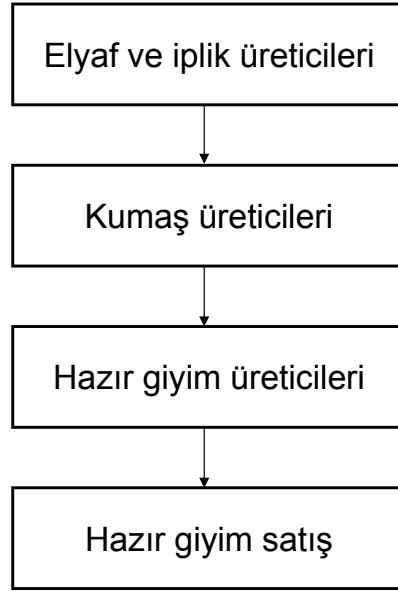 Elyaf ve iplik üreticileri
Kumaş üreticileri
Hazır giyim üreticileri
Hazır giyim satış